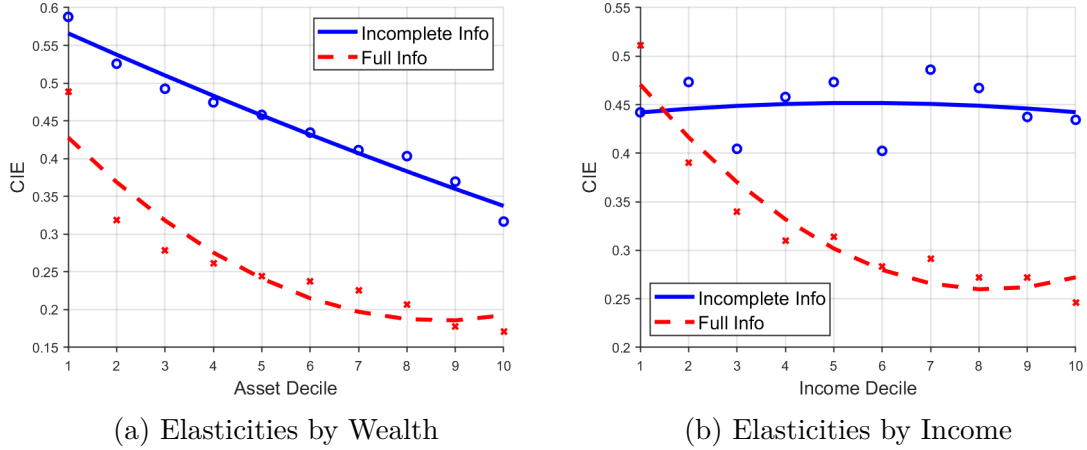 0.6
0.55
0.5
0.45
0.4
0.35
0.3
0.25
0.2
0.15
CIE
Incomplete Info
Full Info
1 2 3 4 5 6 7 8 9 10
Asset Decile
(a) Elasticities by Wealth
0.55
0.5
0.45
0.4
0.35
0.3
0.25
0.2
CIE
Incomplete Info
Full Info
1 2 3 4 5 6 7 8 9 10
Income Decile
(b) Elasticities by Income